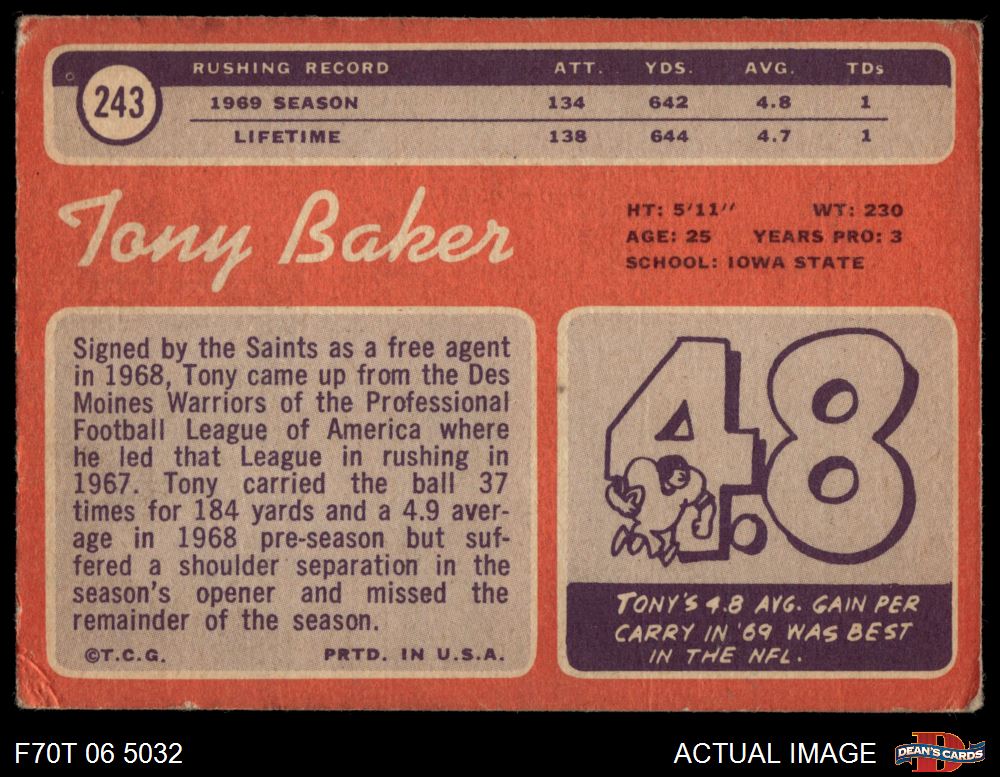 243
RUSHING RECORD ATT. YDS. AVG. TDs
1969 SEASON 134 642 4.8 1
LIFETIME 138 644 4.7 1
Tony Baker
HT: 5'11" WT: 230
AGE: 25 YEARS PRO: 3
SCHOOL: IOWA STATE
Signed by the Saints as a free agent
in 1968, Tony came up from the Des
Moines Warriors of the Professional
Football League of America where
he led that League in rushing in
1967. Tony carried the ball 37
times for 184 yards and a 4.9 aver-
age in 1968 pre-season but suf-
fered a shoulder separation in the
season's opener and missed the
remainder of the season.
©T.C.G. PRTD. IN U.S.A.
4.8
TONY'S 4.8 AVG. GAIN PER
CARRY IN '69 WAS BEST
IN THE NFL.
F70T 06 5032
ACTUAL IMAGE
D
DEAN'S CARDS